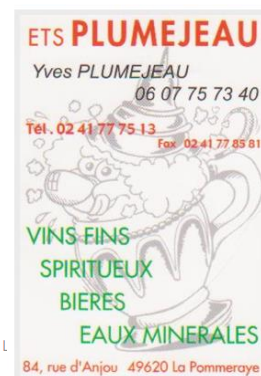 ETS PLUMEJEAU
Yves PLUMEJEAU
06 07 75 73 40
Tél . 02 41 77 75 13
Fax 02 41 77 85 81
VINS FINS
SPIRITUEUX
BIERES
L
EAUX MINERALES
84, rue d'Anjou 49620 La Pommeraye